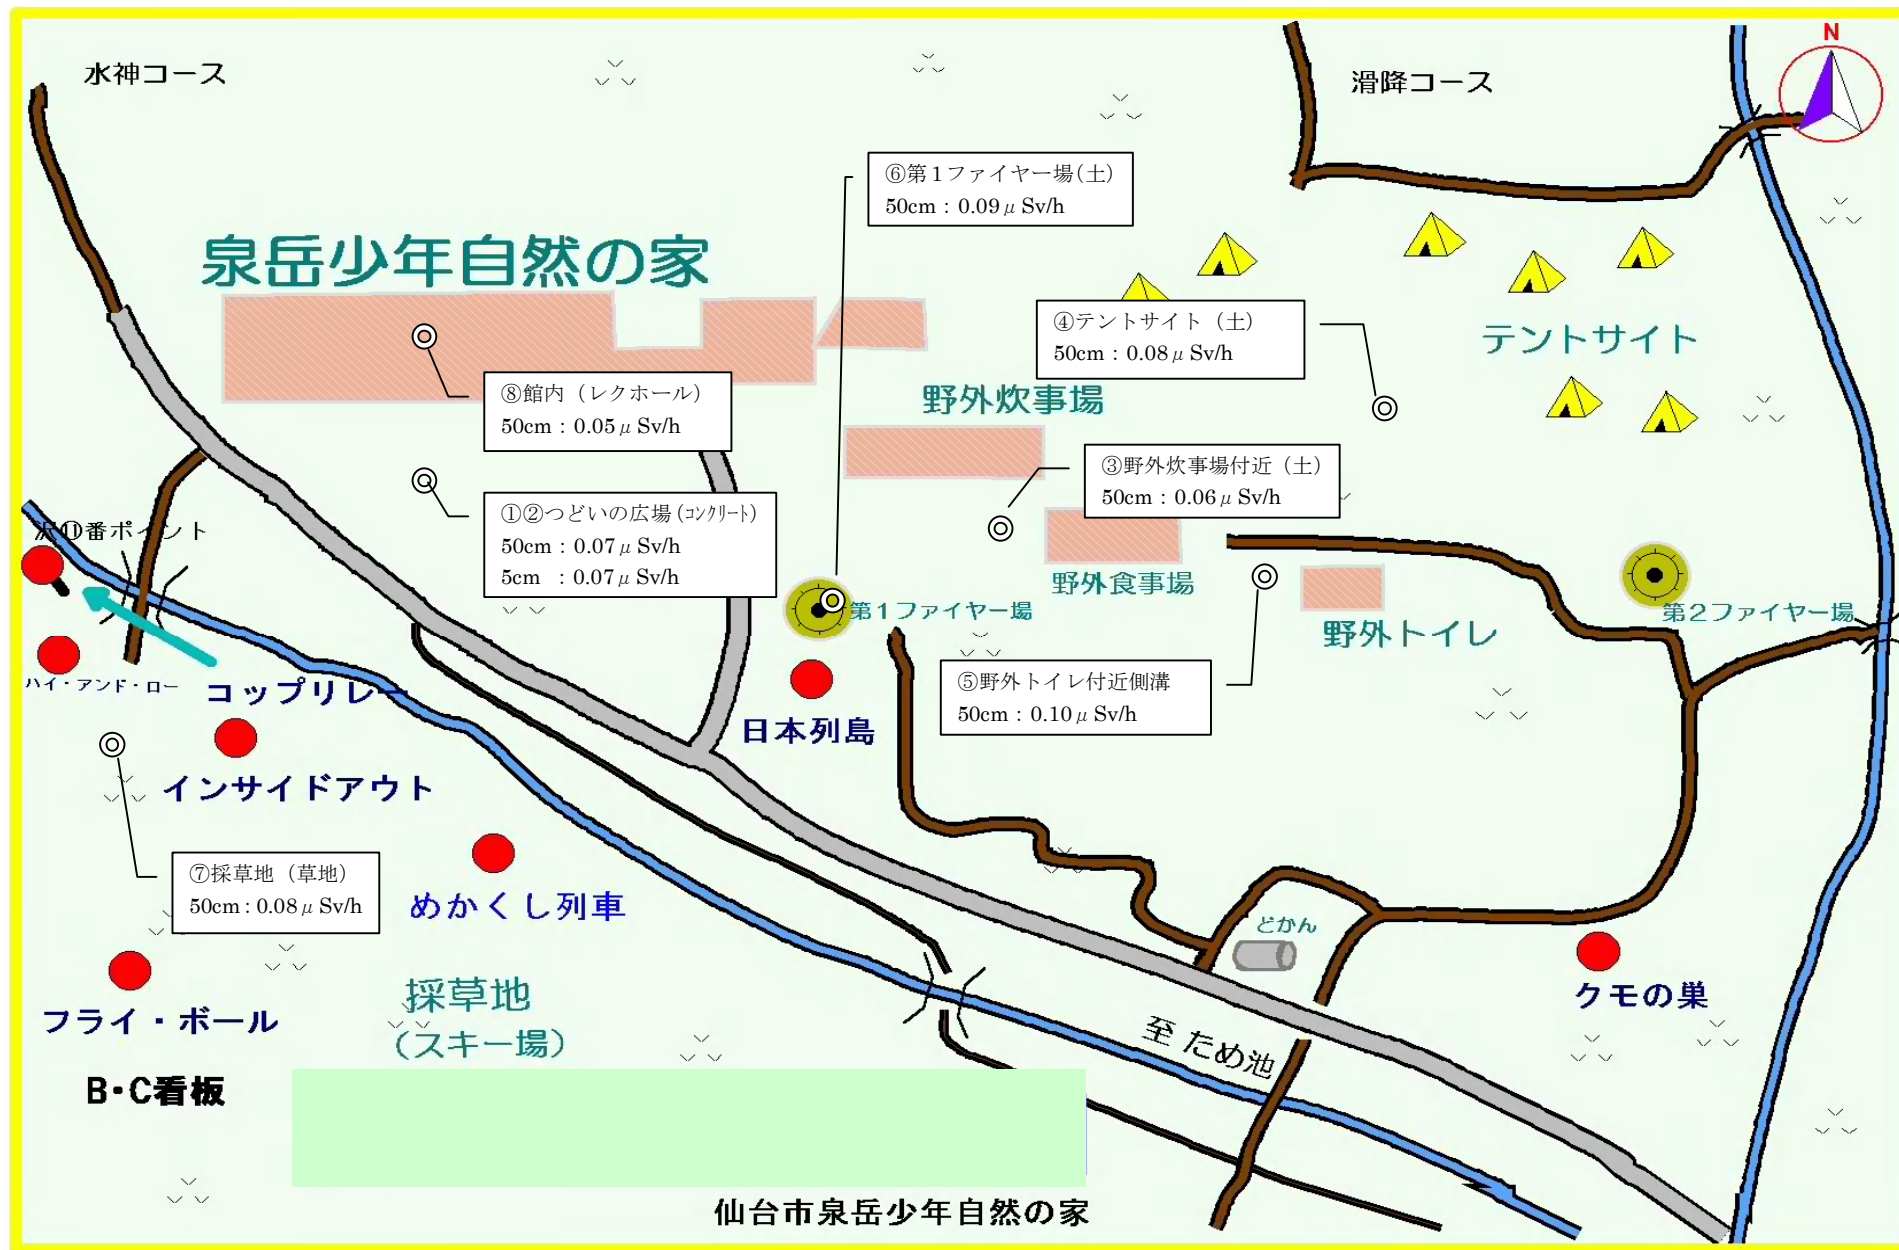 N
水神コース
滑降コース
⑥第1ファイヤー場(土)
50cm：0.09μSv/h
泉岳少年自然の家
④テントサイト（土）
50cm：0.08μSv/h
テントサイト
⑧館内（レクホール）
50cm：0.05μSv/h
野外炊事場
③野外炊事場付近（土）
50cm：0.06μSv/h
①②つどいの広場(コンクリート)
50cm：0.07μSv/h
5cm ：0.07μSv/h
沢⑪番ポイント
野外食事場
第1ファイヤー場
第2ファイヤー場
野外トイレ
ハイ・アンド・ロー
コップリレー
⑤野外トイレ付近側溝
50cm：0.10μSv/h
日本列島
インサイドアウト
⑦採草地（草地）
50cm：0.08μSv/h
めかくし列車
どかん
フライ・ボール
採草地
（スキー場）
クモの巣
至 ため池
B・C看板
仙台市泉岳少年自然の家